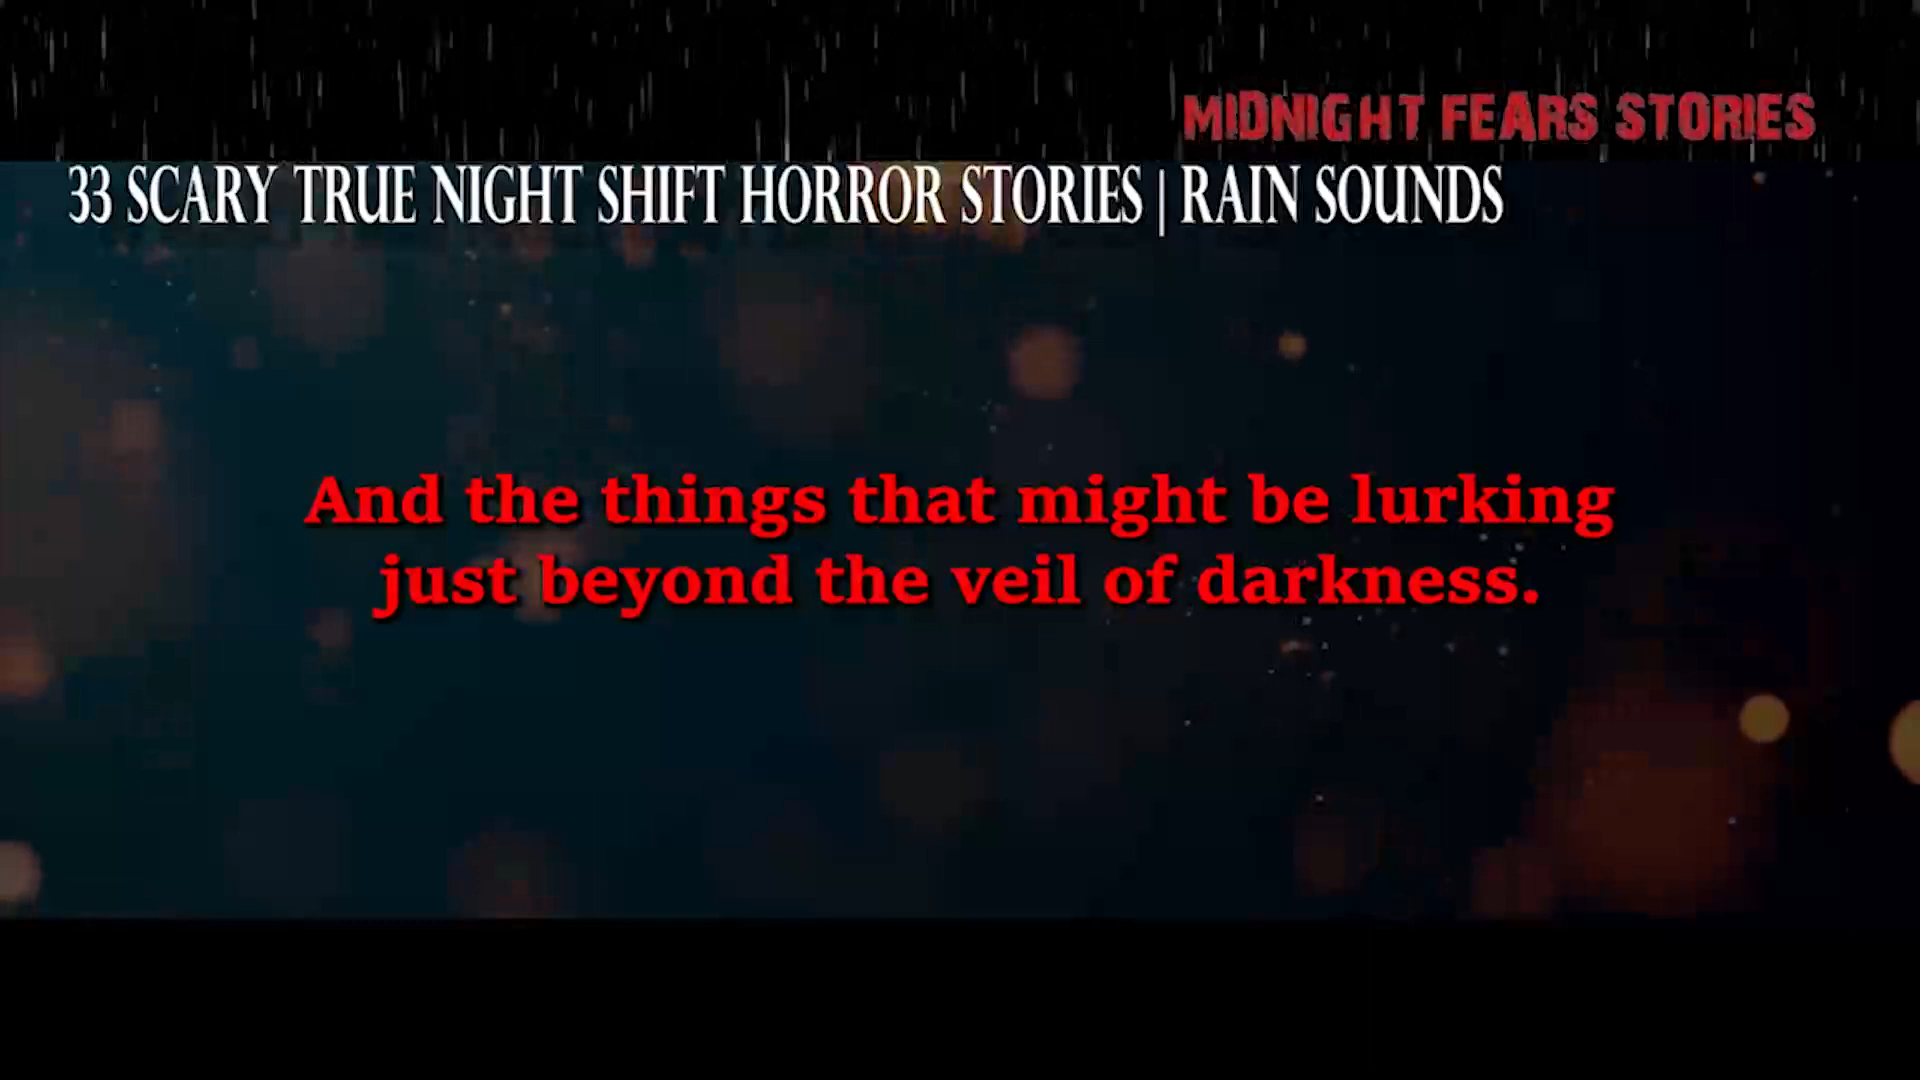 MIDNIGHT FEARS STORIES
33 SCARY TRUE NIGHT SHIFT HORROR STORIES | RAIN SOUNDS
And the things that might be lurking
just beyond the veil of darkness.